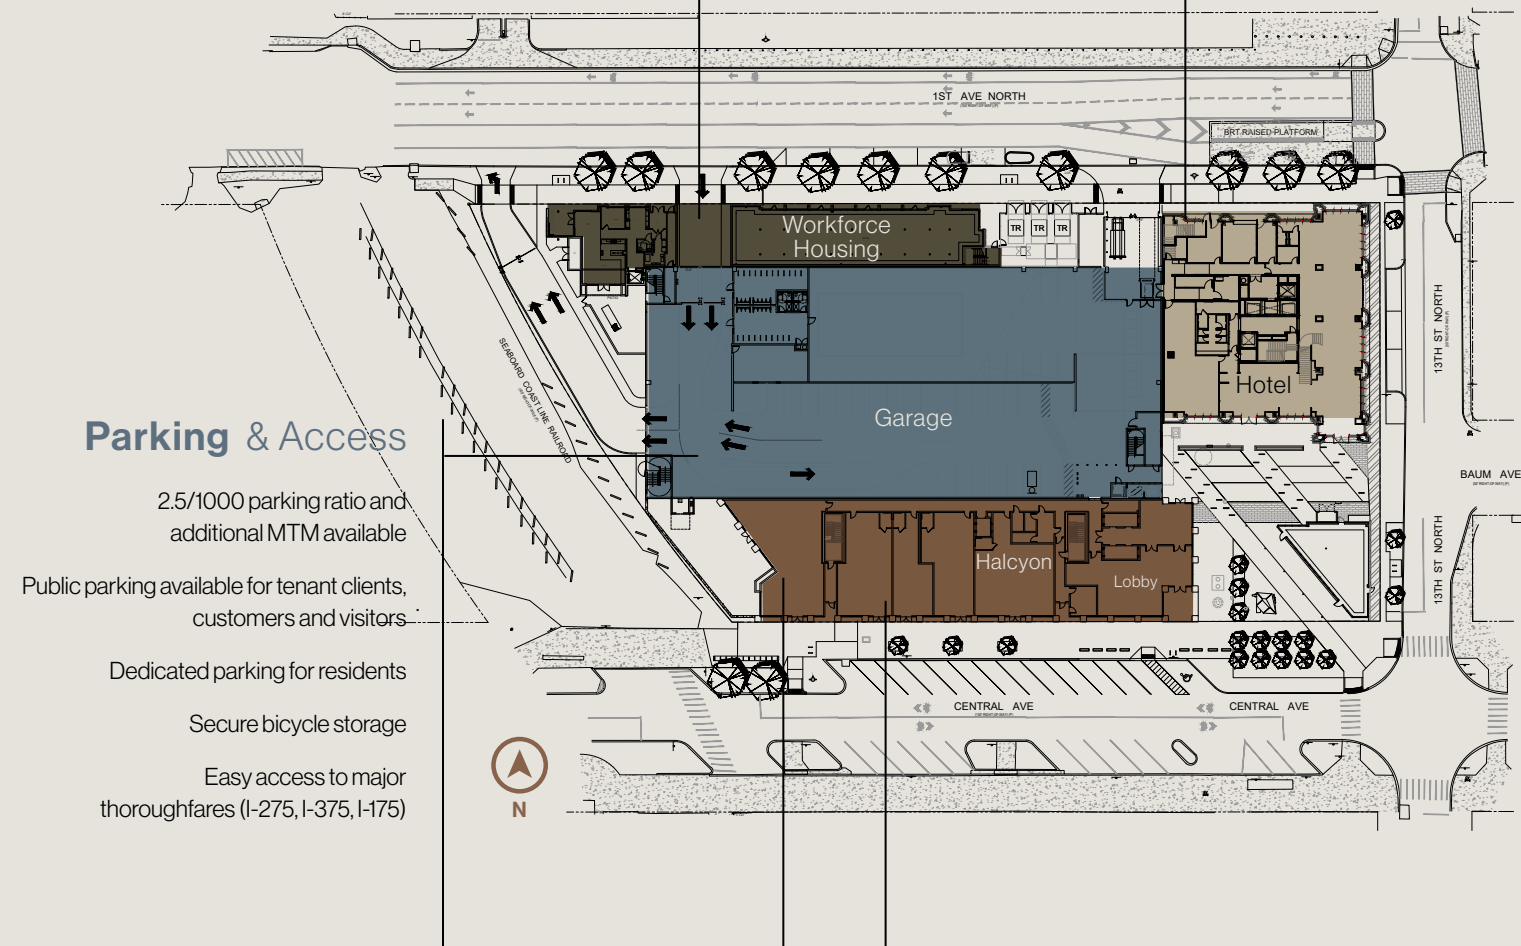 1ST AVE NORTH
BRT RAISED PLATFORM
Workforce
Housing
TR
TR
TR
Hotel
13TH ST NORTH
SEABOARD COAST LINE RAILROAD
Garage
Parking & Access
BAUM AVE
2.5/1000 parking ratio and
additional MTM available
Public parking available for tenant clients,
customers and visitors
Dedicated parking for residents
Secure bicycle storage
Easy access to major
thoroughfares (I-275, I-375, I-175)
Halcyon
Lobby
13TH ST NORTH
CENTRAL AVE
CENTRAL AVE
N